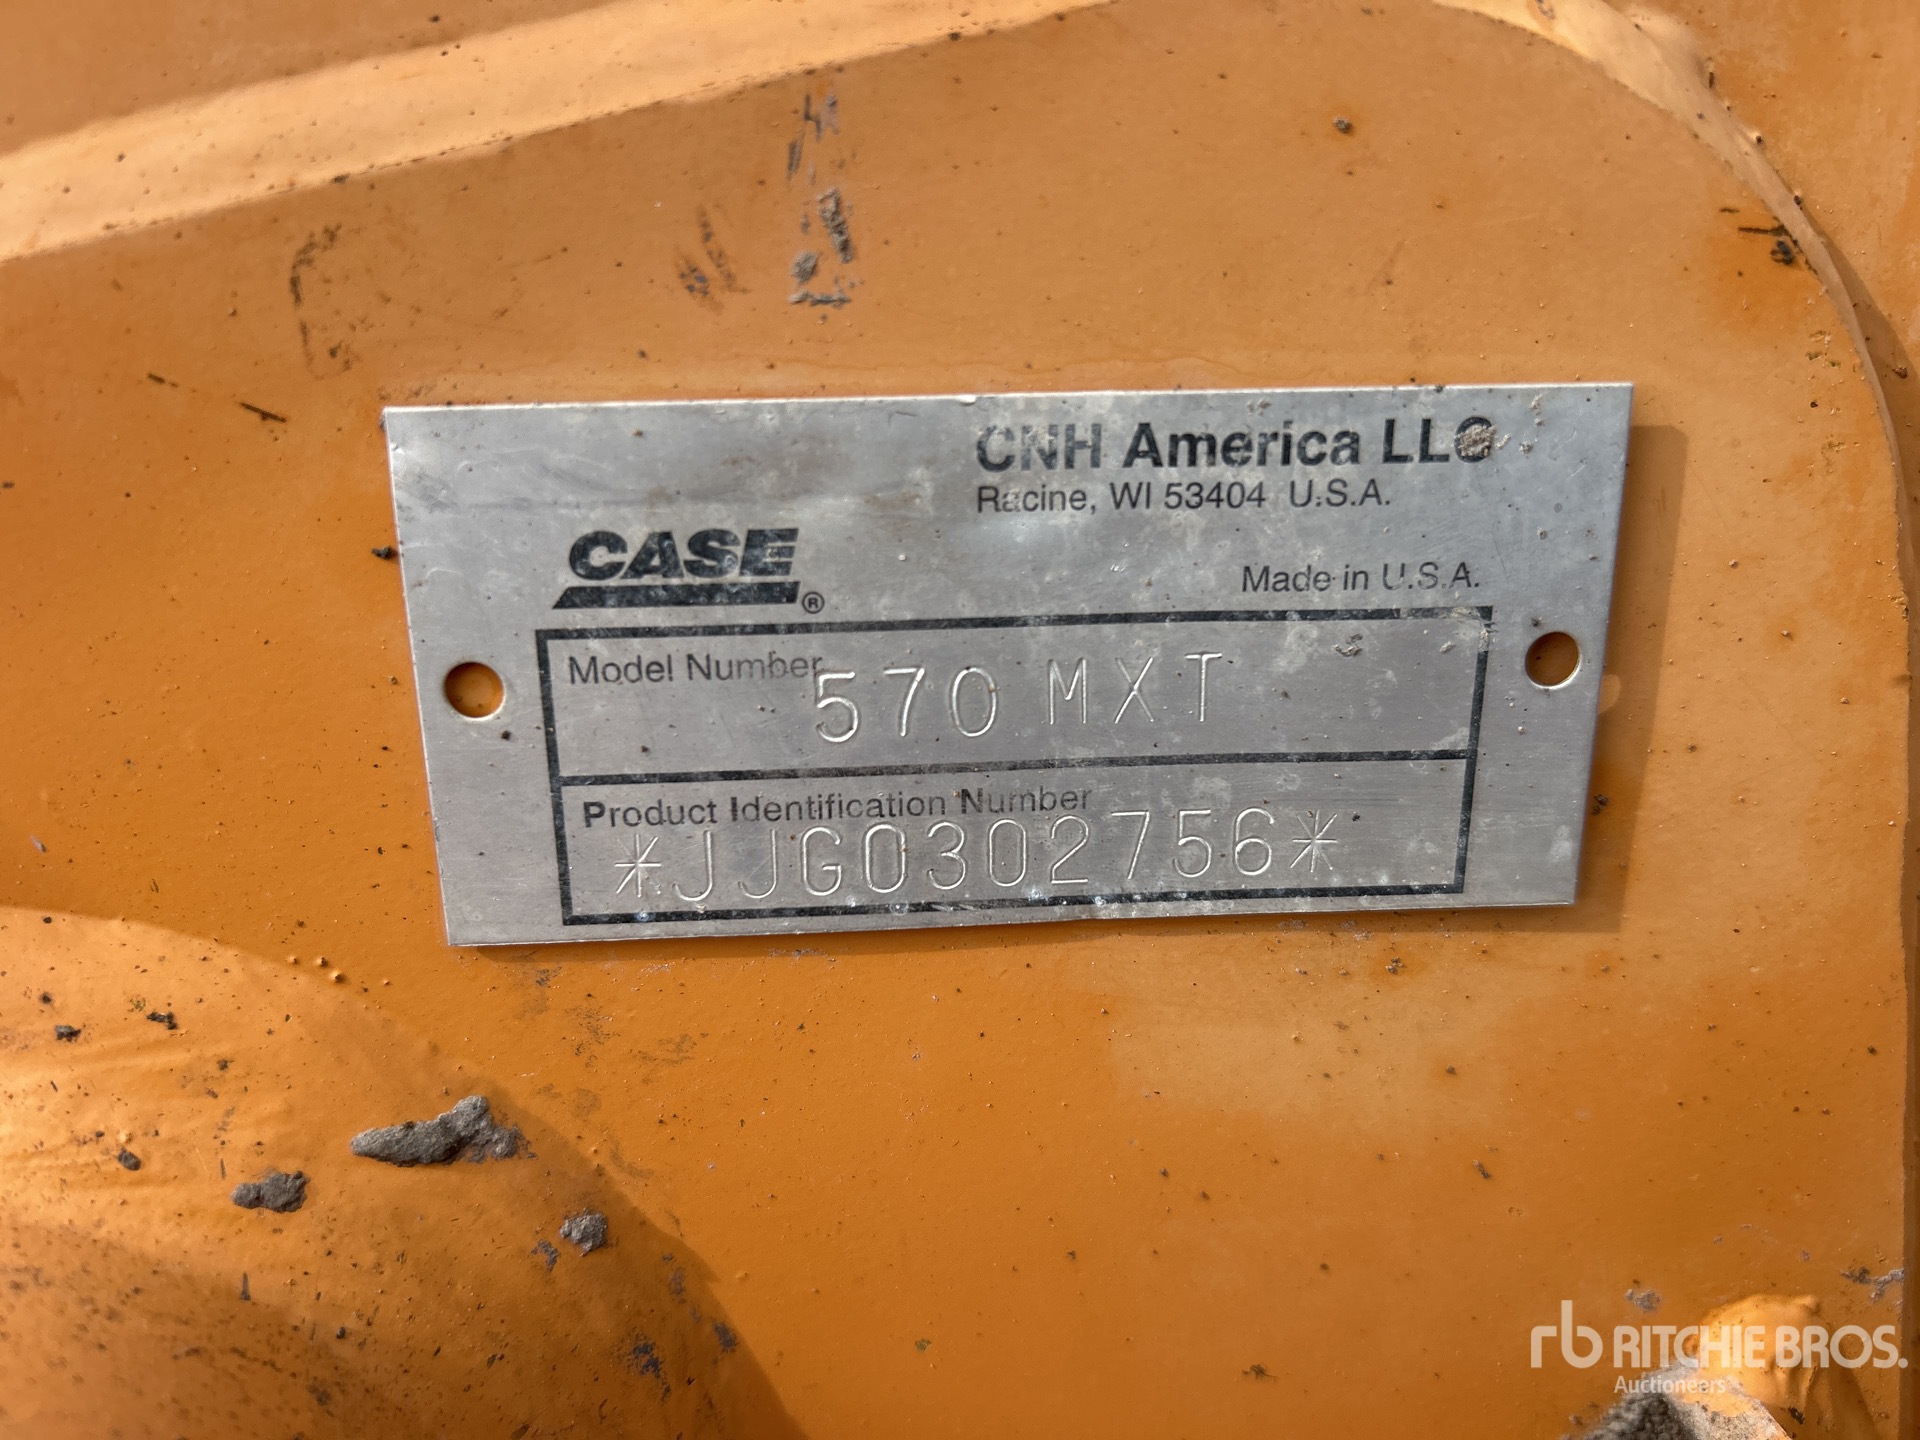 CNH America LLC
Racine, WI 53404 U.S.A.
CASE®
Made in U.S.A.
Model Number
570 MXT
Product Identification Number
*JJG0302756*
rb RITCHIE BROS.
Auctioneers